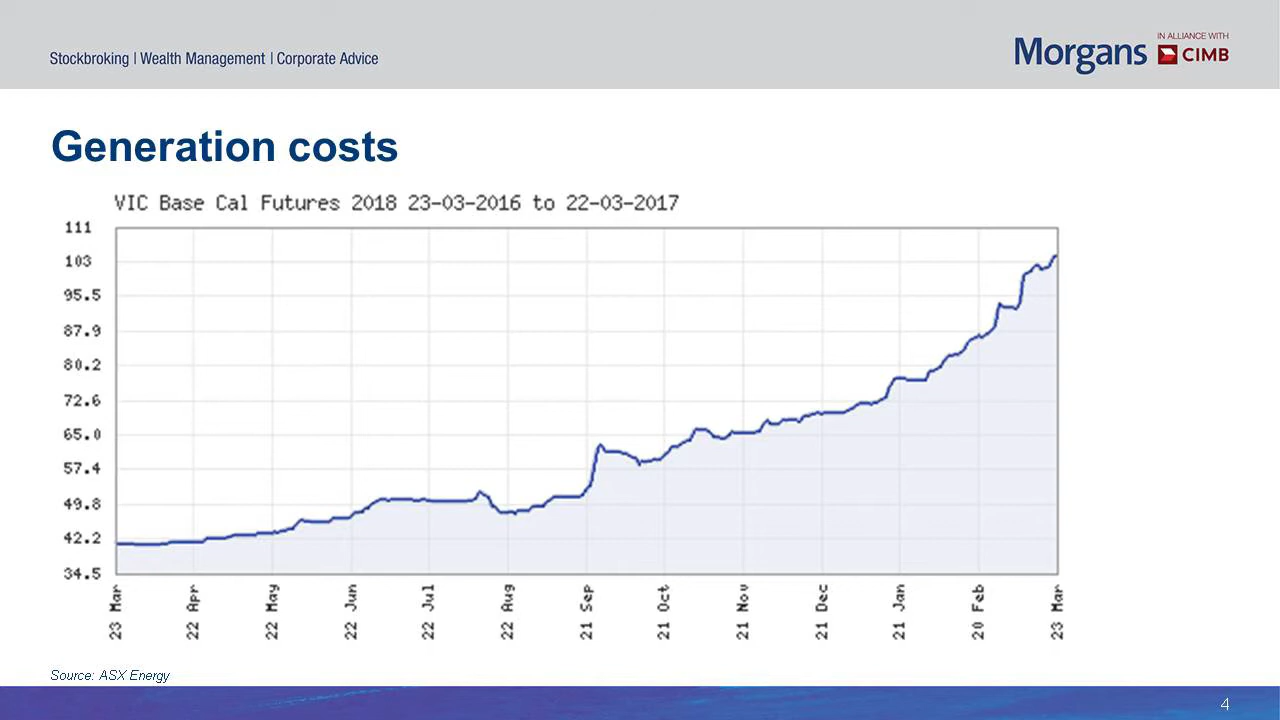 Stockbroking | Wealth Management | Corporate Advice
Morgans
IN ALLIANCE WITH
CIMB
Generation costs
VIC Base Cal Futures 2018 23-03-2016 to 22-03-2017
111
103
95.5
87.9
80.2
72.6
65.0
57.4
49.8
42.2
34.5
23 Mar
22 Apr
22 May
22 Jun
22 Jul
22 Aug
21 Sep
21 Oct
21 Nov
21 Dec
21 Jan
20 Feb
23 Mar
Source: ASX Energy
4